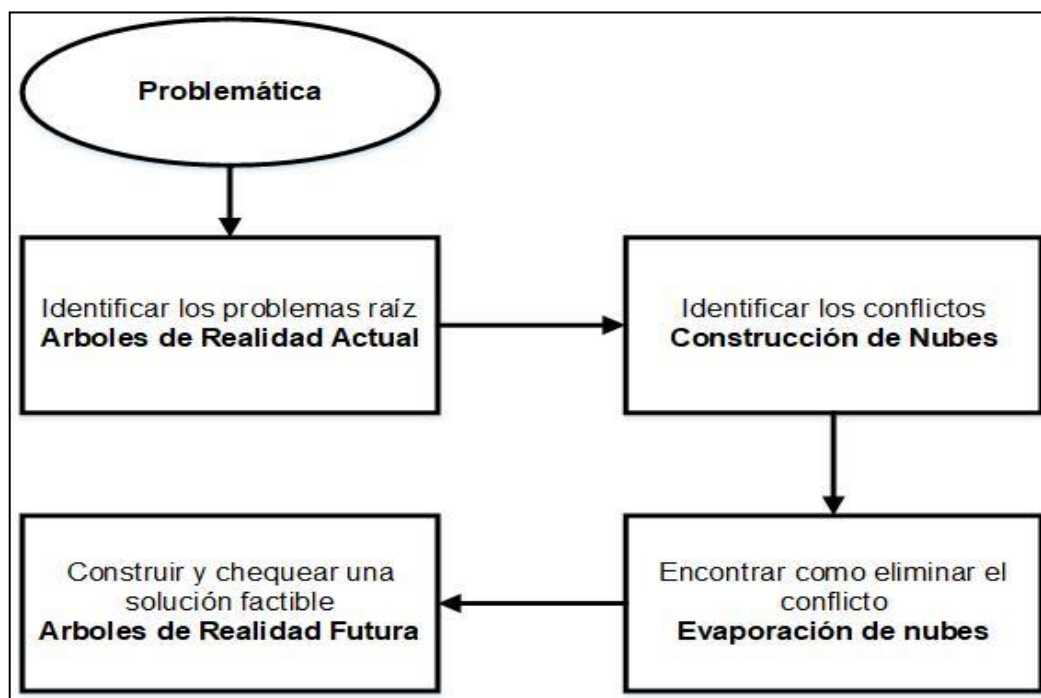 Problemática
Identificar los problemas raíz
Arboles de Realidad Actual
Identificar los conflictos
Construcción de Nubes
Encontrar como eliminar el
conflicto
Evaporación de nubes
Construir y chequear una
solución factible
Arboles de Realidad Futura